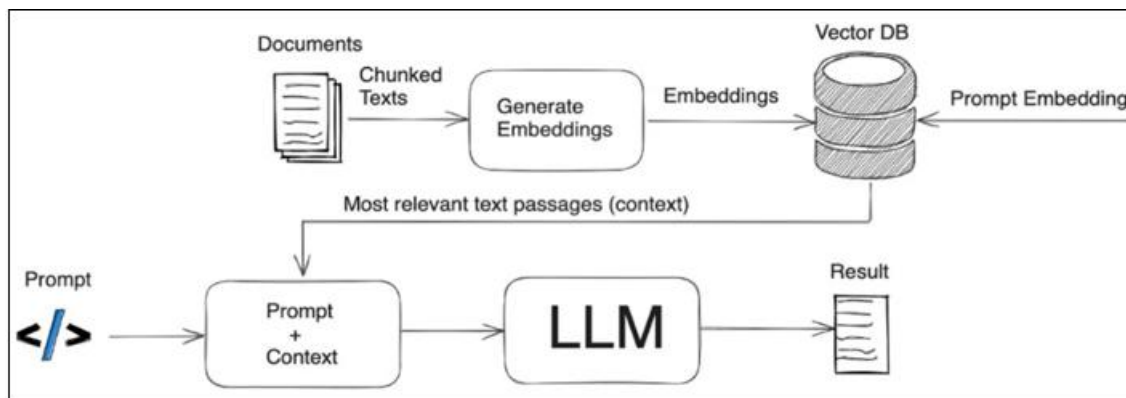 Documents
Chunked
Texts
Generate
Embeddings
Embeddings
Vector DB
Prompt Embedding
Most relevant text passages (context)
Prompt
</>
Prompt
+
Context
LLM
Result